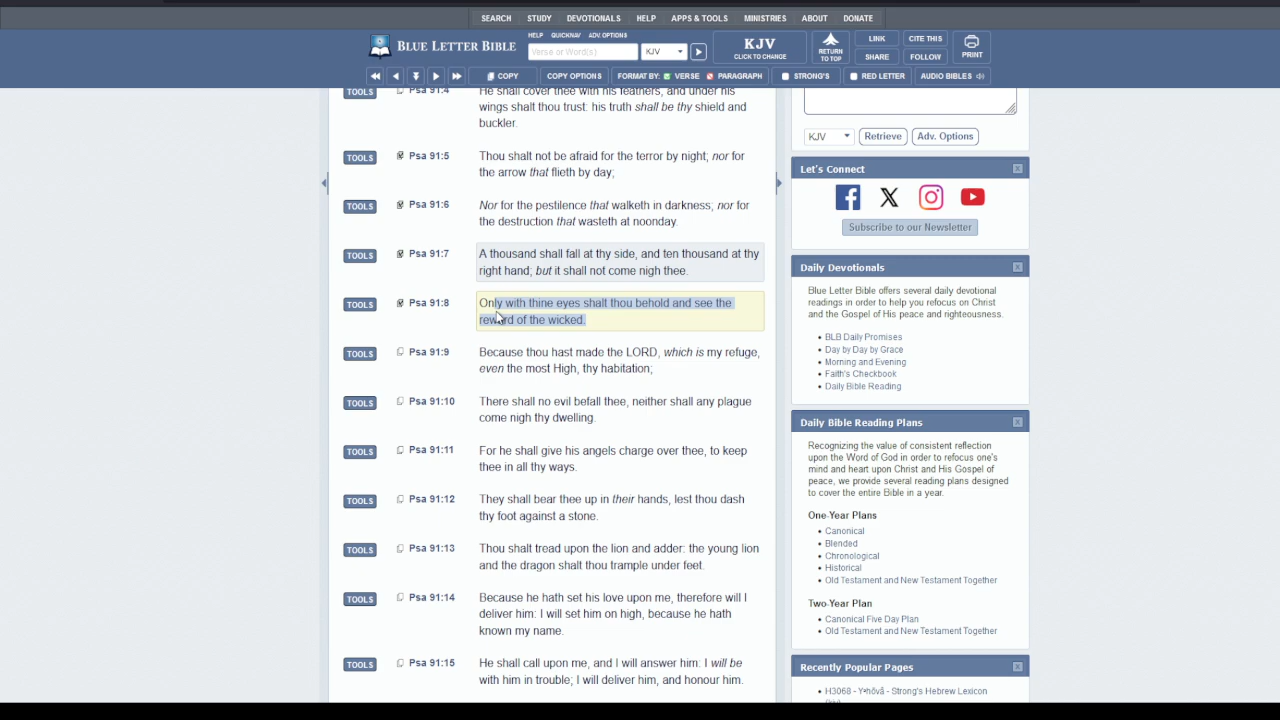 SEARCH STUDY DEVOTIONALS HELP APPS & TOOLS MINISTRIES ABOUT DONATE
BLUE LETTER BIBLE
HELP QUICKNAV ADV. OPTIONS
Verse or Word(s) KJV
KJV
CLICK TO CHANGE
RETURN
TO TOP
LINK CITE THIS
SHARE FOLLOW
PRINT
COPY COPY OPTIONS FORMAT BY: VERSE PARAGRAPH STRONG'S RED LETTER AUDIO BIBLES
TOOLS Psa 91:4 He shall cover thee with his feathers, and under his
wings shalt thou trust: his truth shall be thy shield and
buckler.
TOOLS Psa 91:5 Thou shalt not be afraid for the terror by night; nor for
the arrow that flieth by day;
TOOLS Psa 91:6 Nor for the pestilence that walketh in darkness; nor for
the destruction that wasteth at noonday.
TOOLS Psa 91:7 A thousand shall fall at thy side, and ten thousand at thy
right hand; but it shall not come nigh thee.
TOOLS Psa 91:8 Only with thine eyes shalt thou behold and see the
reward of the wicked.
TOOLS Psa 91:9 Because thou hast made the LORD, which is my refuge,
even the most High, thy habitation;
TOOLS Psa 91:10 There shall no evil befall thee, neither shall any plague
come nigh thy dwelling.
TOOLS Psa 91:11 For he shall give his angels charge over thee, to keep
thee in all thy ways.
TOOLS Psa 91:12 They shall bear thee up in their hands, lest thou dash
thy foot against a stone.
TOOLS Psa 91:13 Thou shalt tread upon the lion and adder: the young lion
and the dragon shalt thou trample under feet.
TOOLS Psa 91:14 Because he hath set his love upon me, therefore will I
deliver him: I will set him on high, because he hath
known my name.
TOOLS Psa 91:15 He shall call upon me, and I will answer him: I will be
with him in trouble; I will deliver him, and honour him.
KJV Retrieve Adv. Options
Let's Connect
Subscribe to our Newsletter
Daily Devotionals
Blue Letter Bible offers several daily devotional
readings in order to help you refocus on Christ
and the Gospel of His peace and righteousness.
BLB Daily Promises
Day by Day by Grace
Morning and Evening
Faith's Checkbook
Daily Bible Reading
Daily Bible Reading Plans
Recognizing the value of consistent reflection
upon the Word of God in order to refocus one's
mind and heart upon Christ and His Gospel of
peace, we provide several reading plans designed
to cover the entire Bible in a year.
One-Year Plans
Canonical
Blended
Chronological
Historical
Old Testament and New Testament Together
Two-Year Plan
Canonical Five Day Plan
Old Testament and New Testament Together
Recently Popular Pages
H3068 - Yᵊhōvâ - Strong's Hebrew Lexicon